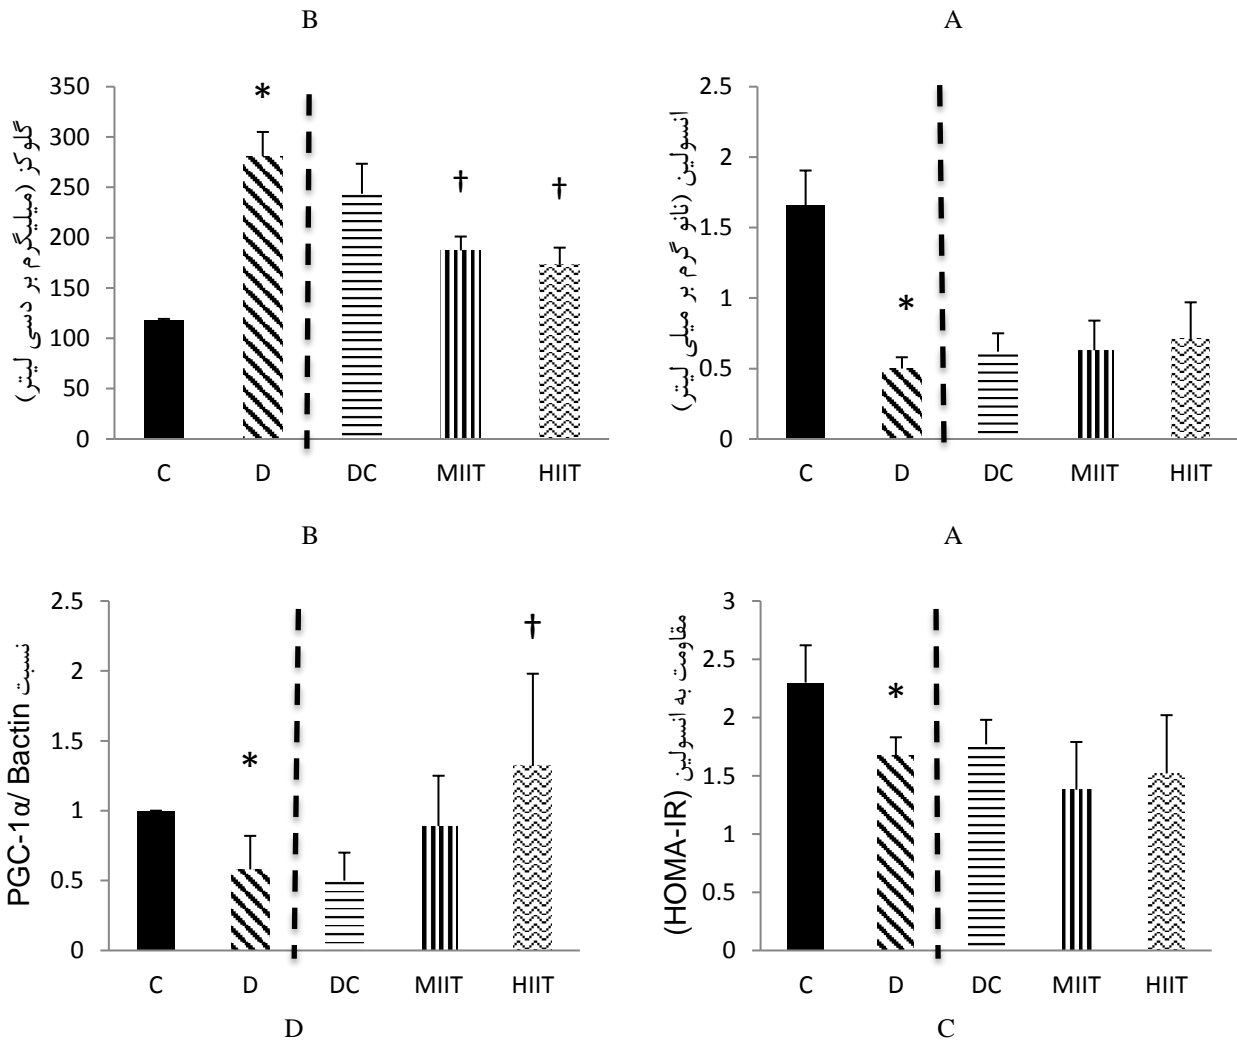 B
A
350
300
250
200
150
100
50
0
گلوکز (میلیگرم بر دسی لیتر)
*
†
†
C D DC MIIT HIIT
2.5
2
1.5
1
0.5
0
انسولین (نانو گرم بر میلی لیتر)
*
C D DC MIIT HIIT
B
A
2.5
2
1.5
1
0.5
0
نسبت PGC-1α/ Bactin
*
†
C D DC MIIT HIIT
D
3
2.5
2
1.5
1
0.5
0
مقاومت به انسولین (HOMA-IR)
*
C D DC MIIT HIIT
C